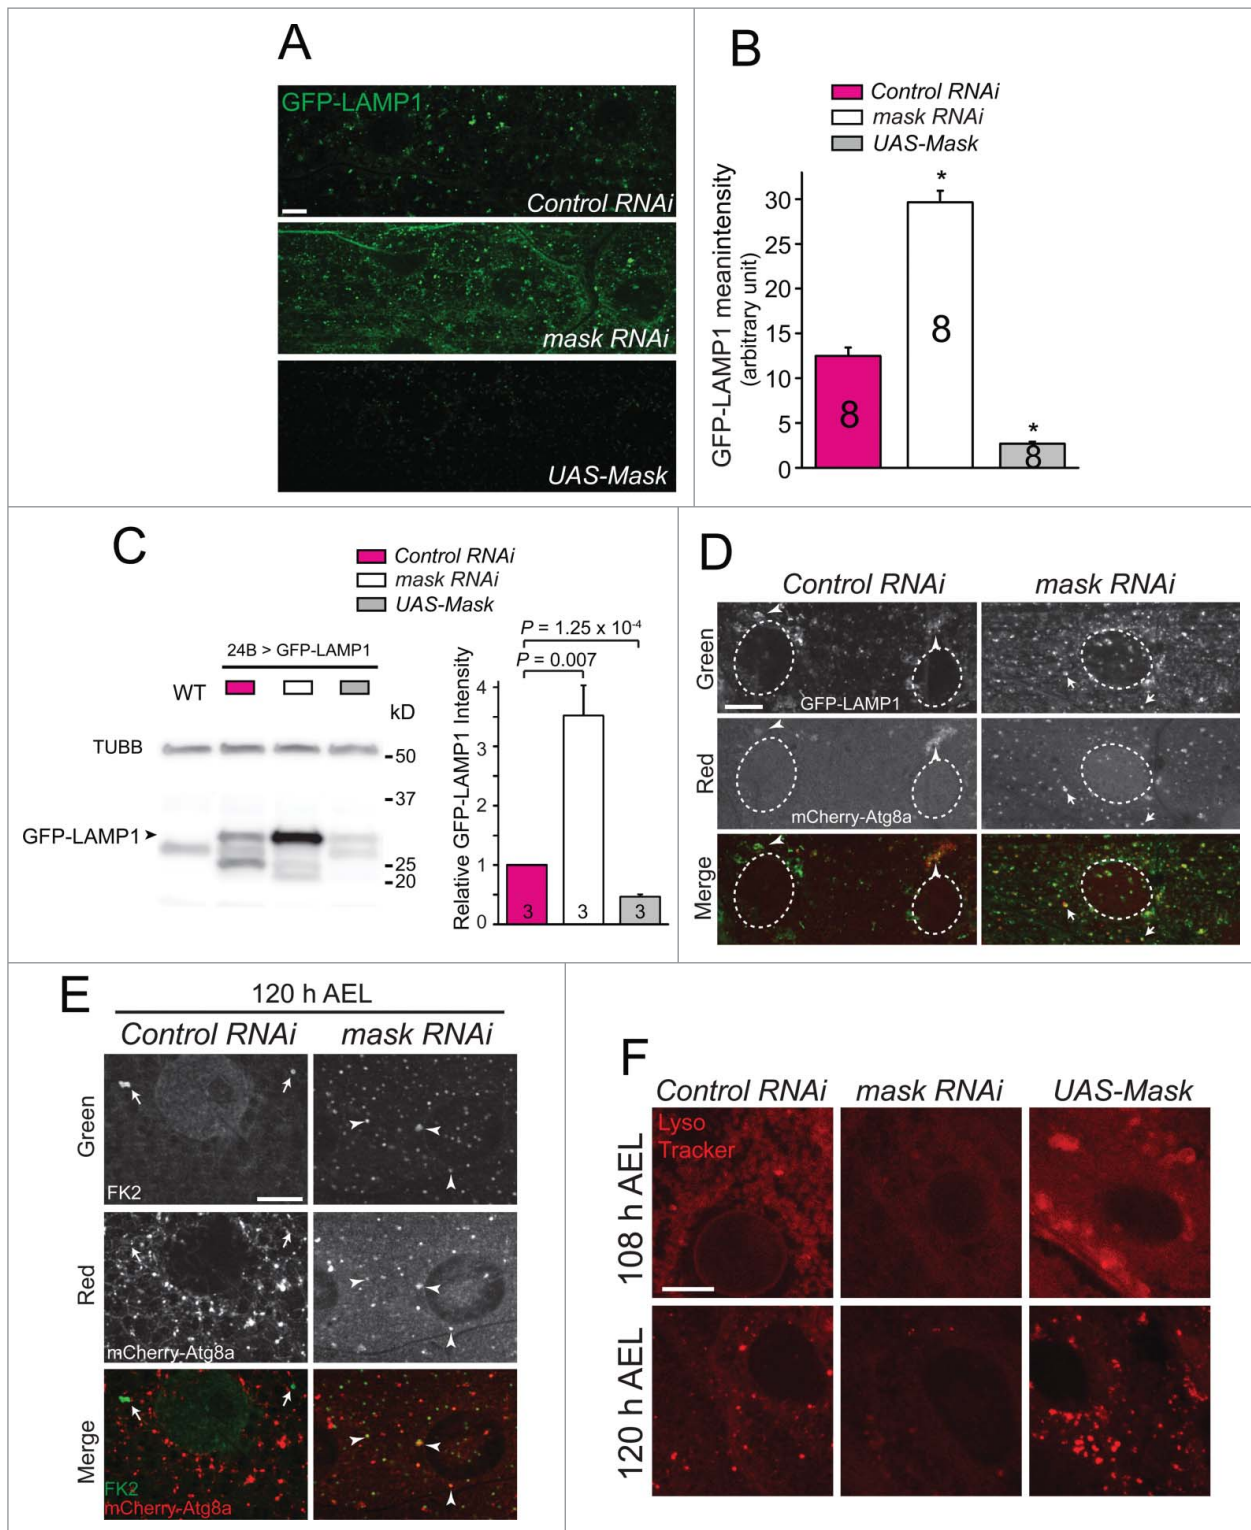 A
GFP-LAMP1
Control RNAi
mask RNAi
UAS-Mask
B
Control RNAi
mask RNAi
UAS-Mask
GFP-LAMP1 meanintensity
(arbitrary unit)
30
25
20
15
10
5
0
8
*
8
*
8
C
Control RNAi
mask RNAi
UAS-Mask
24B > GFP-LAMP1
WT
kD
TUBB
-50
-37
GFP-LAMP1
-25
-20
P = 1.25 x 10-4
P = 0.007
Relative GFP-LAMP1 Intensity
4
3
2
1
0
3
3
3
D
Control RNAi
mask RNAi
Green
GFP-LAMP1
Red
mCherry-Atg8a
Merge
E
120 h AEL
Control RNAi
mask RNAi
Green
FK2
Red
mCherry-Atg8a
Merge
FK2
mCherry-Atg8a
F
Control RNAi
mask RNAi
UAS-Mask
108 h AEL
Lyso
Tracker
120 h AEL